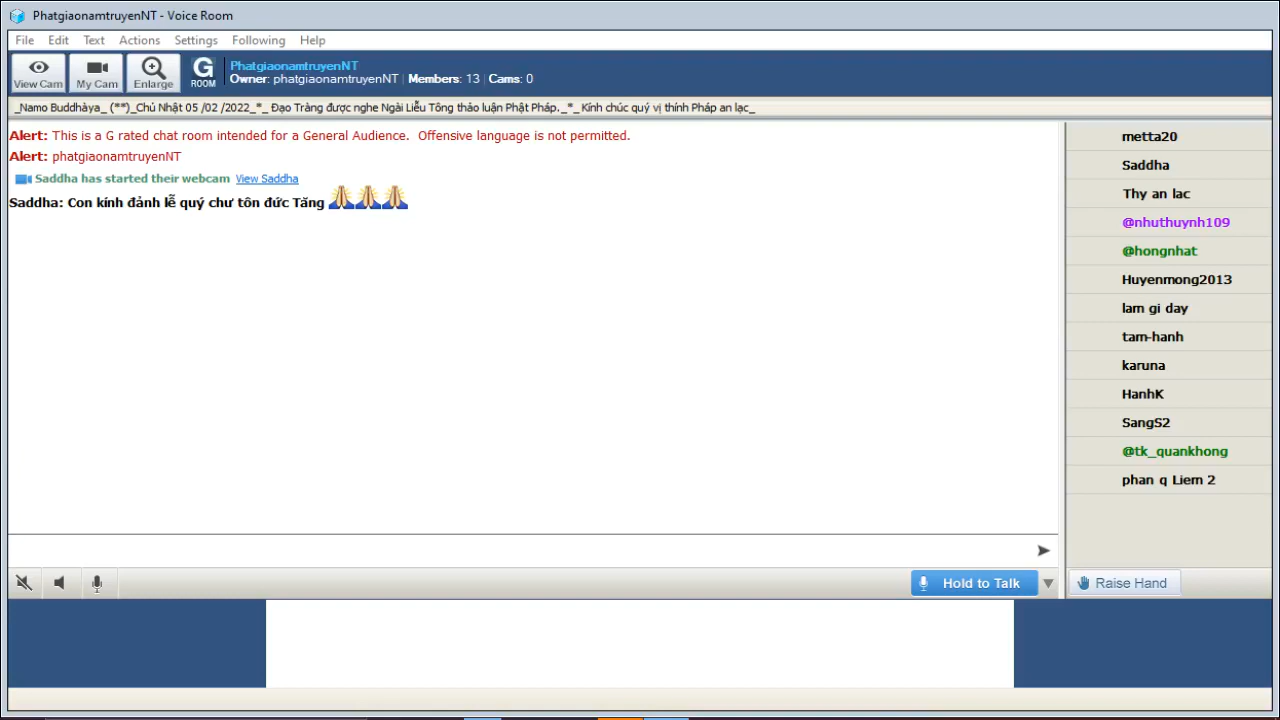 PhatgiaonamtruyenNT - Voice Room
File Edit Text Actions Settings Following Help
View Cam My Cam Enlarge G ROOM
PhatgiaonamtruyenNT
Owner: phatgiaonamtruyenNT | Members: 13 | Cams: 0
_Namo Buddhàya_ (**)_Chủ Nhật 05 /02 /2022_*_ Đạo Tràng được nghe Ngài Liễu Tông thảo luận Phật Pháp._*_ Kính chúc quý vị thính Pháp an lạc_
Alert: This is a G rated chat room intended for a General Audience. Offensive language is not permitted.
Alert: phatgiaonamtruyenNT
Saddha has started their webcam View Saddha
Saddha: Con kính đảnh lễ quý chư tôn đức Tăng
metta20
Saddha
Thy an lac
@nhuthuynh109
@hongnhat
Huyenmong2013
lam gi day
tam-hanh
karuna
HanhK
SangS2
@tk_quankhong
phan q Liem 2
Hold to Talk
Raise Hand